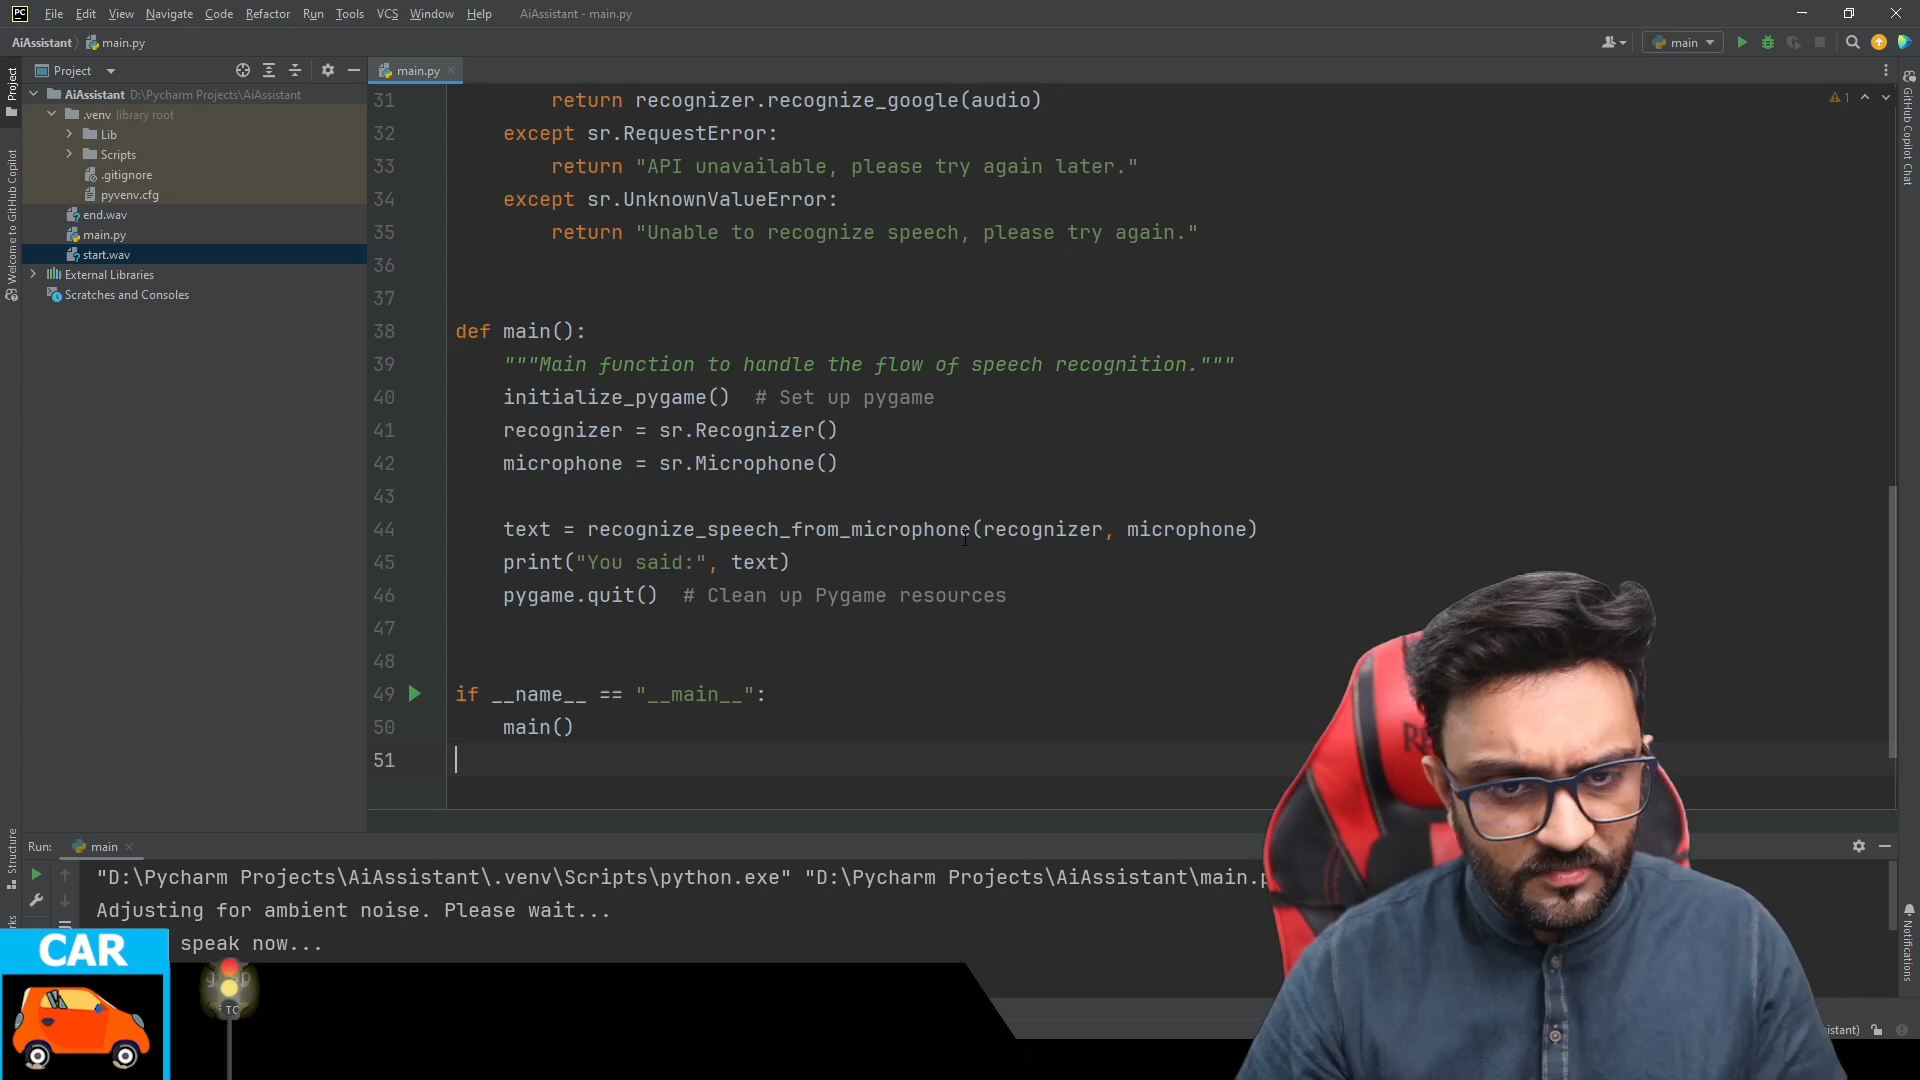 PC File Edit View Navigate Code Refactor Run Tools VCS Window Help AiAssistant - main.py
AiAssistant main.py main
Project main.py
AiAssistant D:\Pycharm Projects\AiAssistant
.venv library root
Lib
Scripts
.gitignore
pyvenv.cfg
end.wav
main.py
start.wav
External Libraries
Scratches and Consoles
Project
Welcome to GitHub Copilot
Structure
31 return recognizer.recognize_google(audio)
32 except sr.RequestError:
33 return "API unavailable, please try again later."
34 except sr.UnknownValueError:
35 return "Unable to recognize speech, please try again."
36
37
38 def main():
39 """Main function to handle the flow of speech recognition."""
40 initialize_pygame()  # Set up pygame
41 recognizer = sr.Recognizer()
42 microphone = sr.Microphone()
43
44 text = recognize_speech_from_microphone(recognizer, microphone)
45 print("You said:", text)
46 pygame.quit()  # Clean up Pygame resources
47
48
49 if __name__ == "__main__":
50 main()
51
1
GitHub Copilot Chat
Notifications
Run: main
"D:\Pycharm Projects\AiAssistant\.venv\Scripts\python.exe" "D:\Pycharm Projects\AiAssistant\main.p
Adjusting for ambient noise. Please wait...
speak now...
CAR